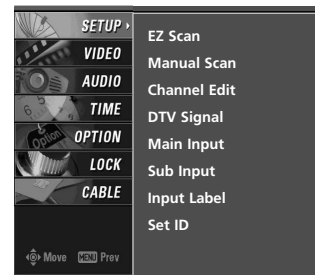 SETUP
VIDEO
AUDIO
TIME
OPTION
LOCK
CABLE
Move MENU Prev
EZ Scan
Manual Scan
Channel Edit
DTV Signal
Main Input
Sub Input
Input Label
Set ID